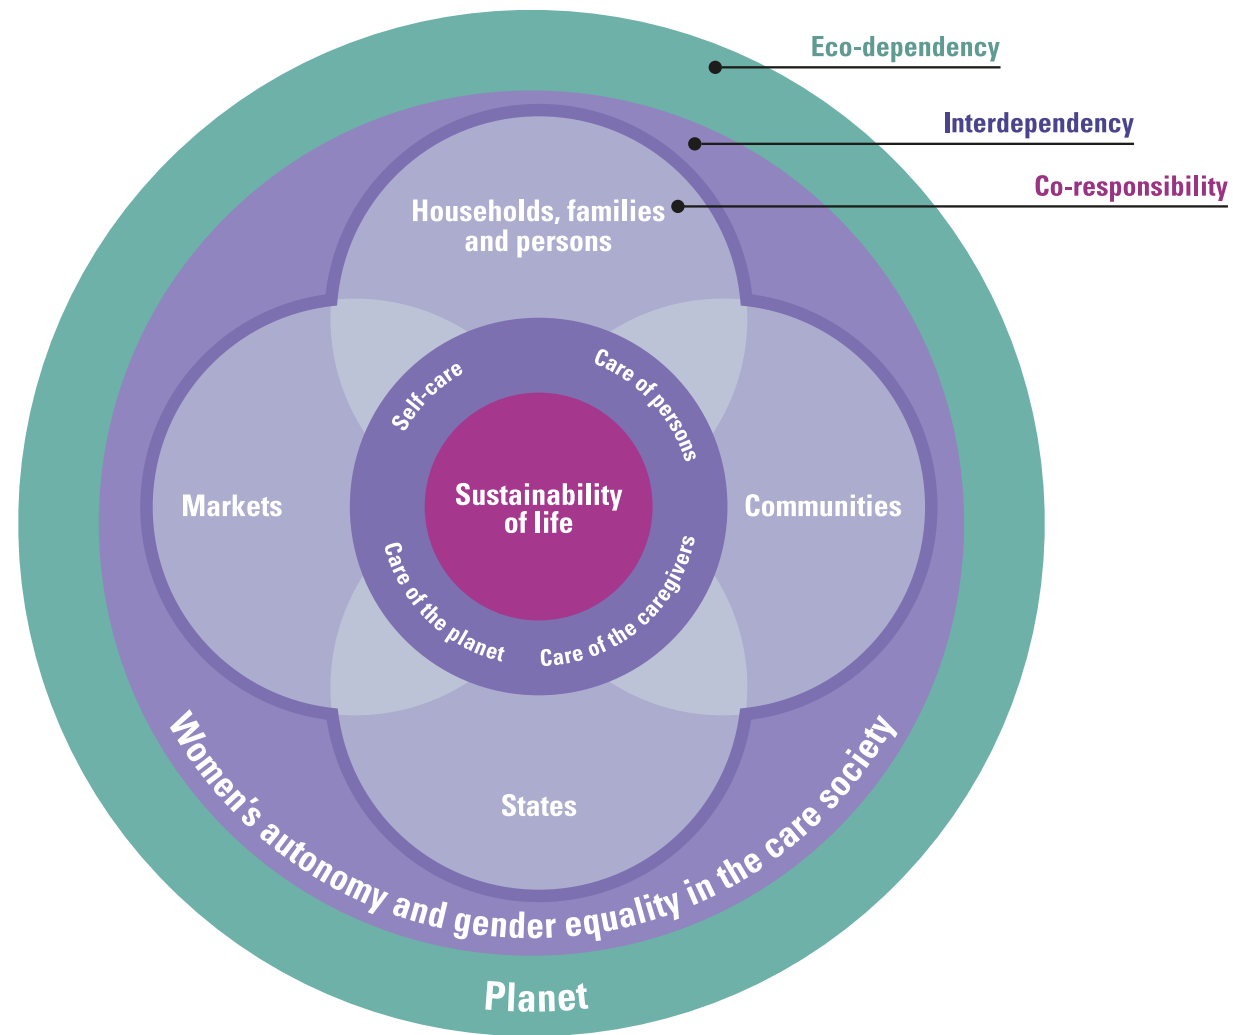 Eco-dependency
Interdependency
Co-responsibility
Households, families
and persons
Self-care
Care of persons
Markets
Sustainability
of life
Communities
Care of the planet
Care of the caregivers
States
Women's autonomy and gender equality in the care society
Planet